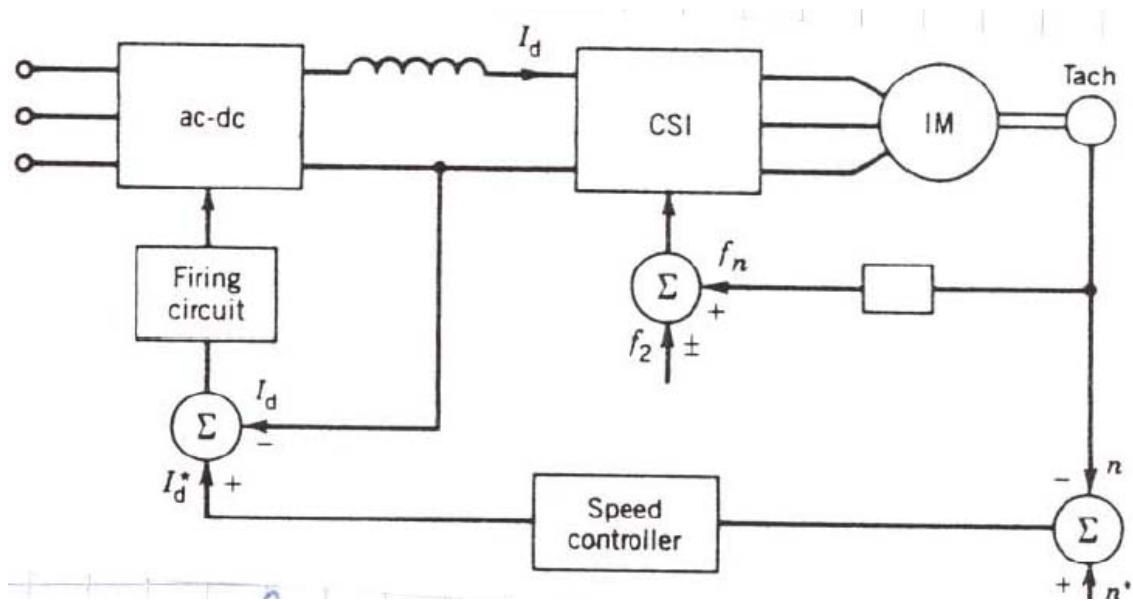 I_d
Tach
ac-dc
CSI
IM
Firing
circuit
f_n
Σ
+
f_2
±
I_d
Σ
−
I_d^*
+
Speed
controller
n
−
Σ
+
n*